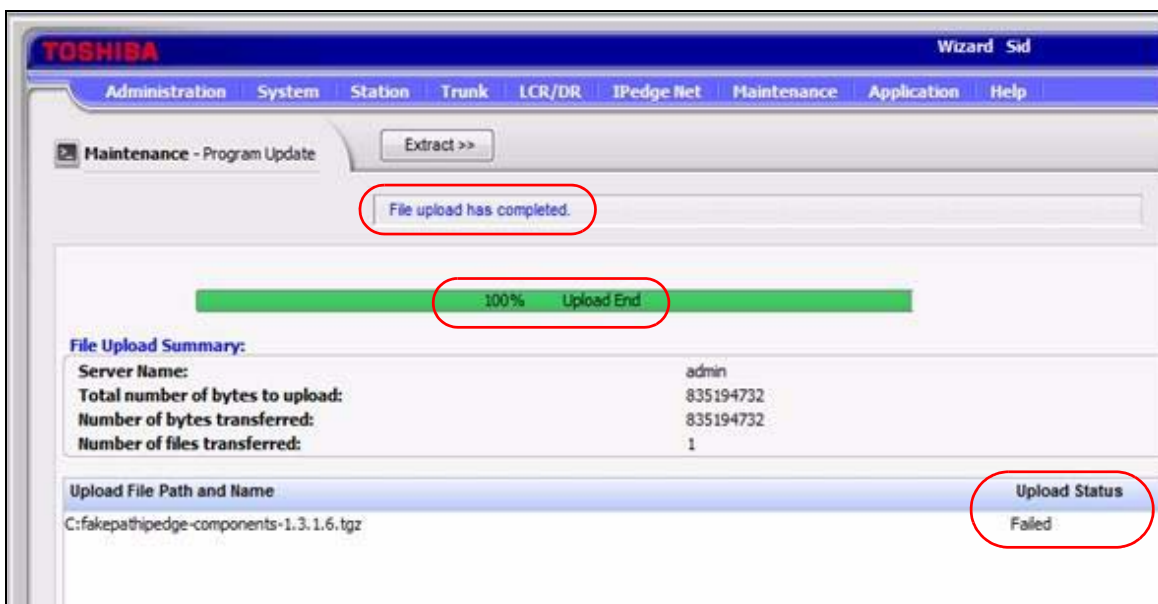 TOSHIBA
Wizard Sid
Administration System Station Trunk LCR/DR IPedge Net Maintenance Application Help
Maintenance - Program Update
Extract >>
File upload has completed.
100% Upload End
File Upload Summary:
Server Name: admin
Total number of bytes to upload: 835194732
Number of bytes transferred: 835194732
Number of files transferred: 1
Upload File Path and Name Upload Status
C:fakepathipedge-components-1.3.1.6.tgz Failed